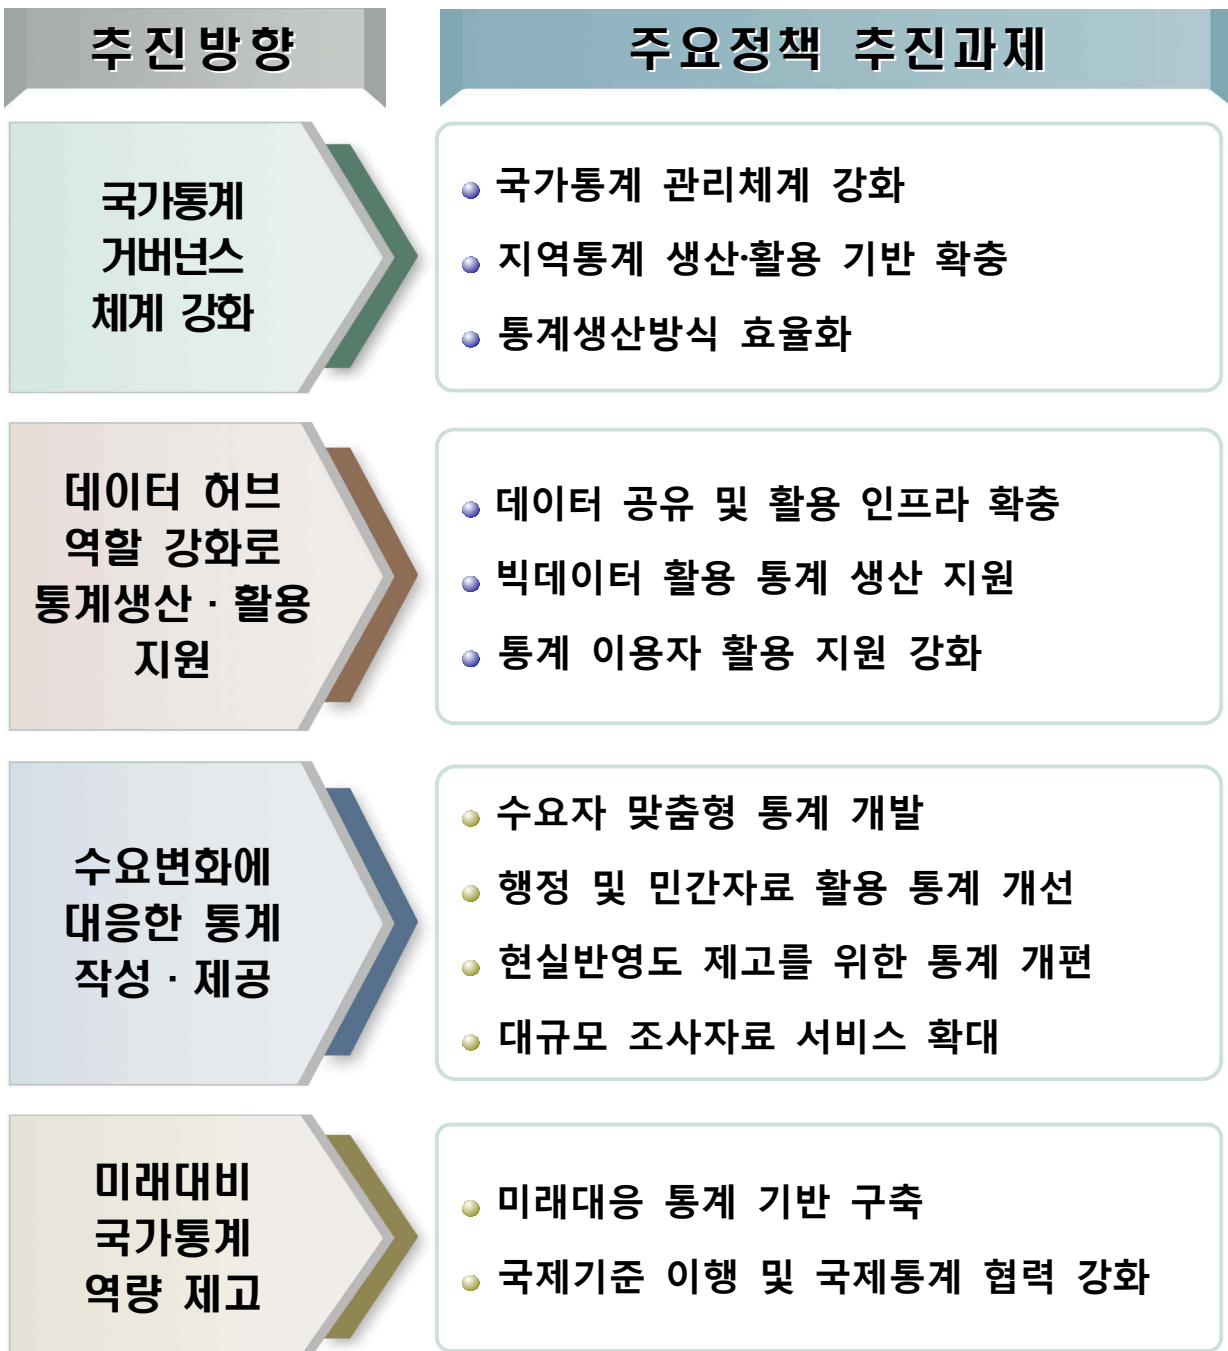 추진방향
주요정책 추진과제
국가통계
거버넌스
체계 강화
국가통계 관리체계 강화
지역통계 생산·활용 기반 확충
통계생산방식 효율화
데이터 허브
역할 강화로
통계생산·활용
지원
데이터 공유 및 활용 인프라 확충
빅데이터 활용 통계 생산 지원
통계 이용자 활용 지원 강화
수요변화에
대응한 통계
작성·제공
수요자 맞춤형 통계 개발
행정 및 민간자료 활용 통계 개선
현실반영도 제고를 위한 통계 개편
대규모 조사자료 서비스 확대
미래대비
국가통계
역량 제고
미래대응 통계 기반 구축
국제기준 이행 및 국제통계 협력 강화